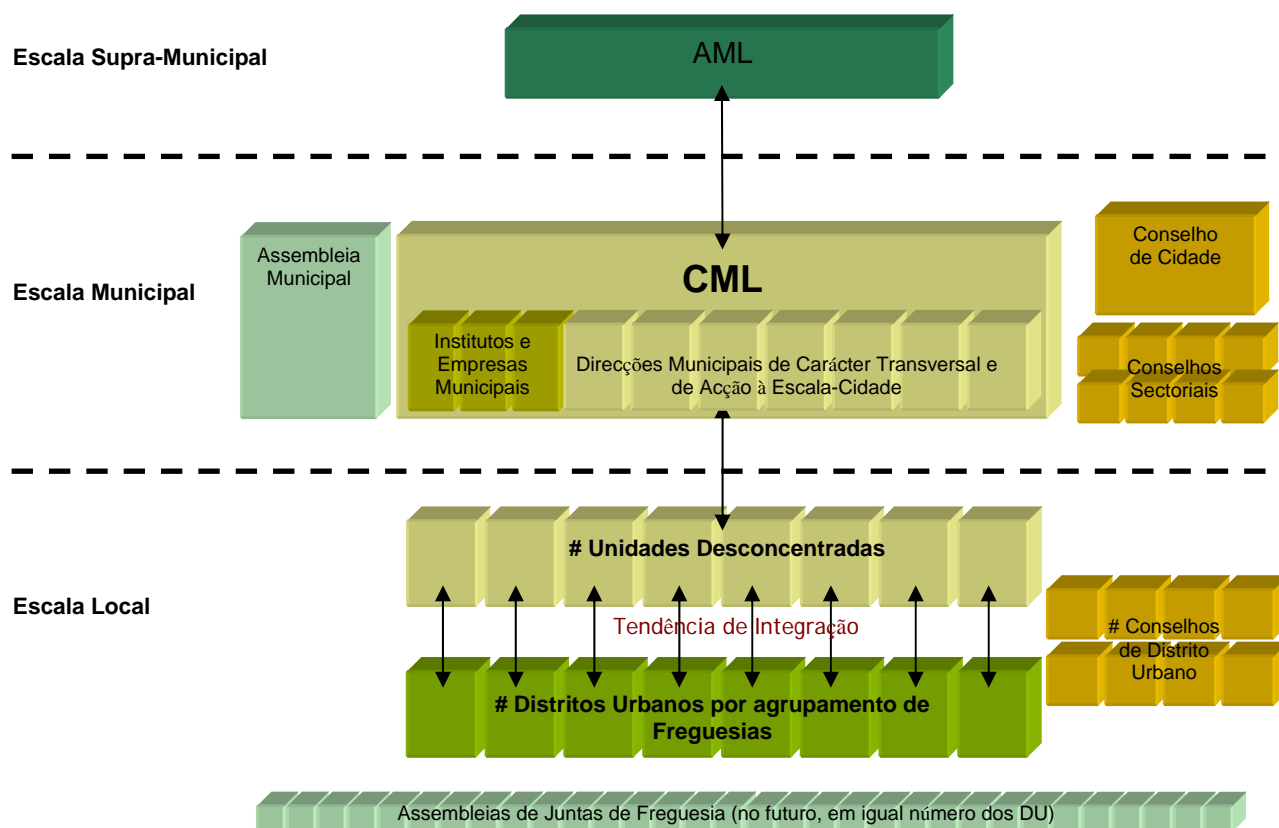 Escala Supra-Municipal
AML
Escala Municipal
Assembleia
Municipal
CML
Institutos e
Empresas
Municipais
Direcções Municipais de Carácter Transversal e
de Acção à Escala-Cidade
Conselho
de Cidade
Conselhos
Sectoriais
Escala Local
# Unidades Desconcentradas
Tendência de Integração
# Distritos Urbanos por agrupamento de
Freguesias
# Conselhos
de Distrito
Urbano
Assembleias de Juntas de Freguesia (no futuro, em igual número dos DU)